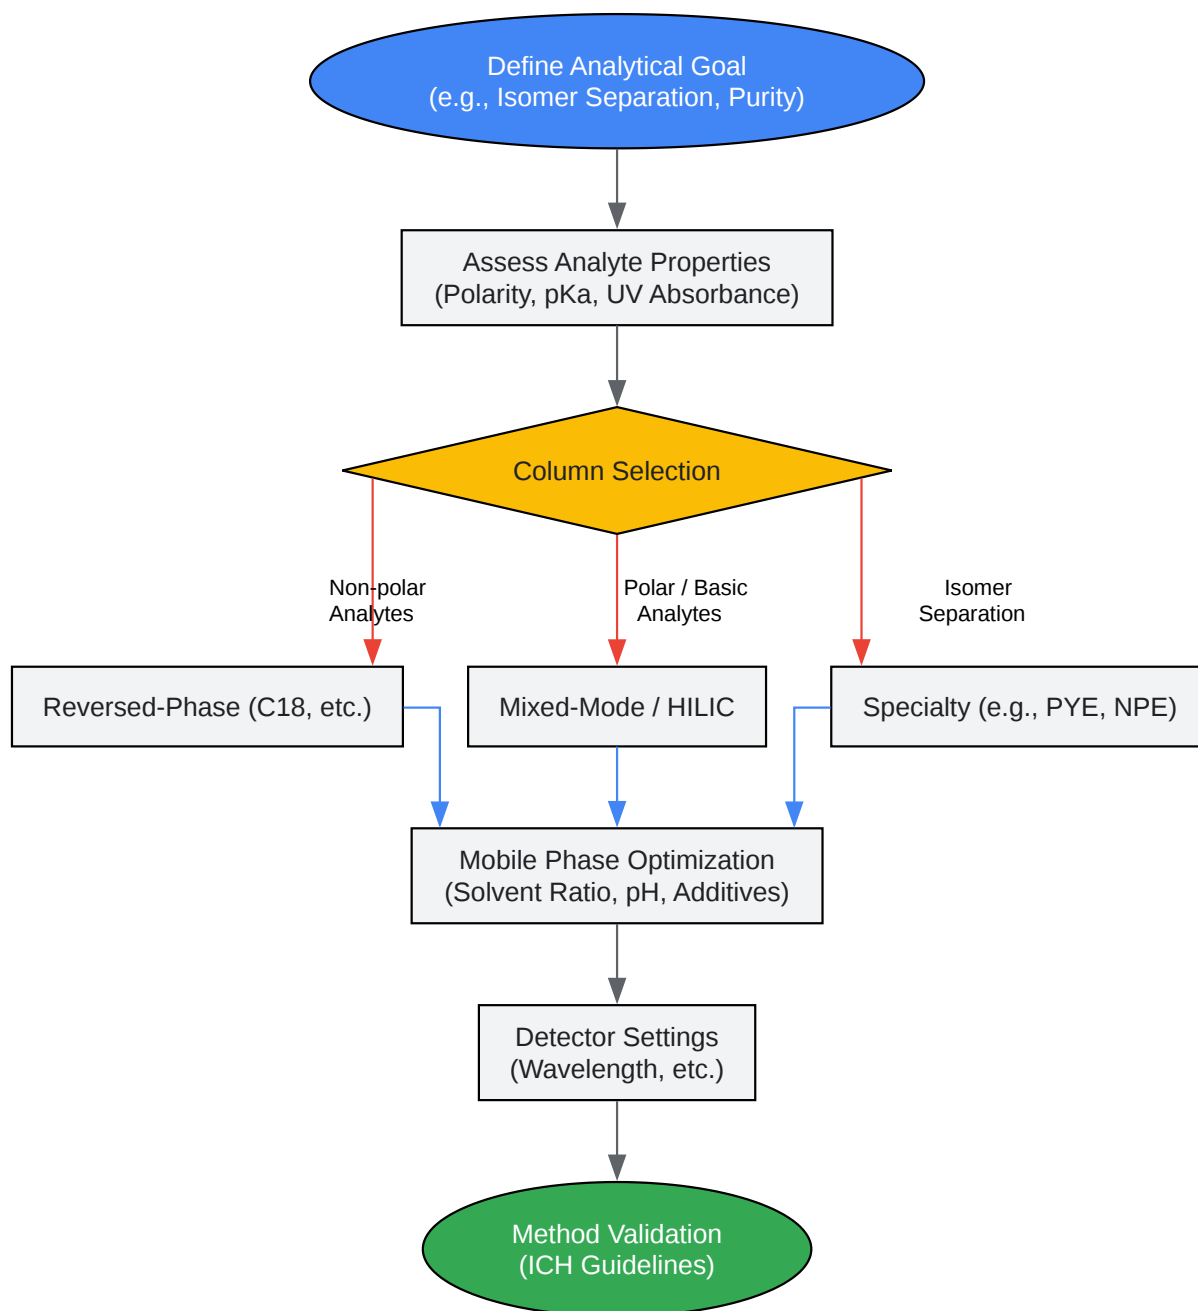 Define Analytical Goal
(e.g., Isomer Separation, Purity)
Assess Analyte Properties
(Polarity, pKa, UV Absorbance)
Column Selection
Non-polar
Analytes
Polar / Basic
Analytes
Isomer
Separation
Reversed-Phase (C18, etc.)
Mixed-Mode / HILIC
Specialty (e.g., PYE, NPE)
Mobile Phase Optimization
(Solvent Ratio, pH, Additives)
Detector Settings
(Wavelength, etc.)
Method Validation
(ICH Guidelines)